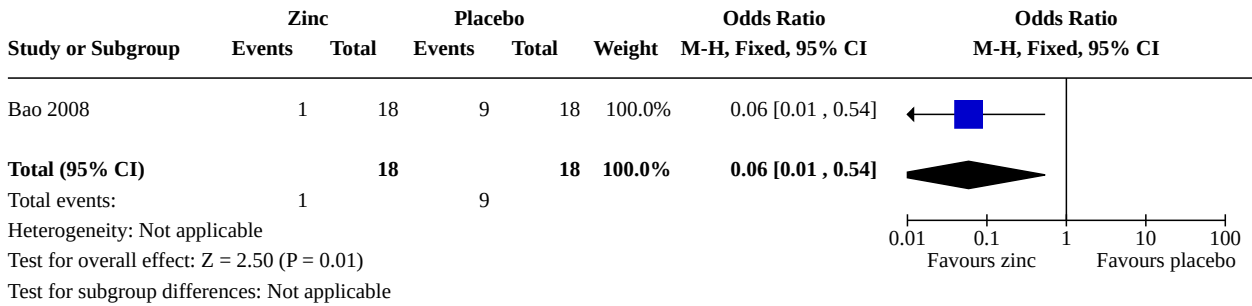 Zinc Placebo Odds Ratio Odds Ratio
Study or Subgroup Events Total Events Total Weight M-H, Fixed, 95% CI M-H, Fixed, 95% CI
Bao 2008 1 18 9 18 100.0% 0.06 [0.01 , 0.54]
Total (95% CI) 18 18 100.0% 0.06 [0.01 , 0.54]
Total events: 1 9
Heterogeneity: Not applicable
0.01 0.1 1 10 100
Test for overall effect: Z = 2.50 (P = 0.01) Favours zinc Favours placebo
Test for subgroup differences: Not applicable